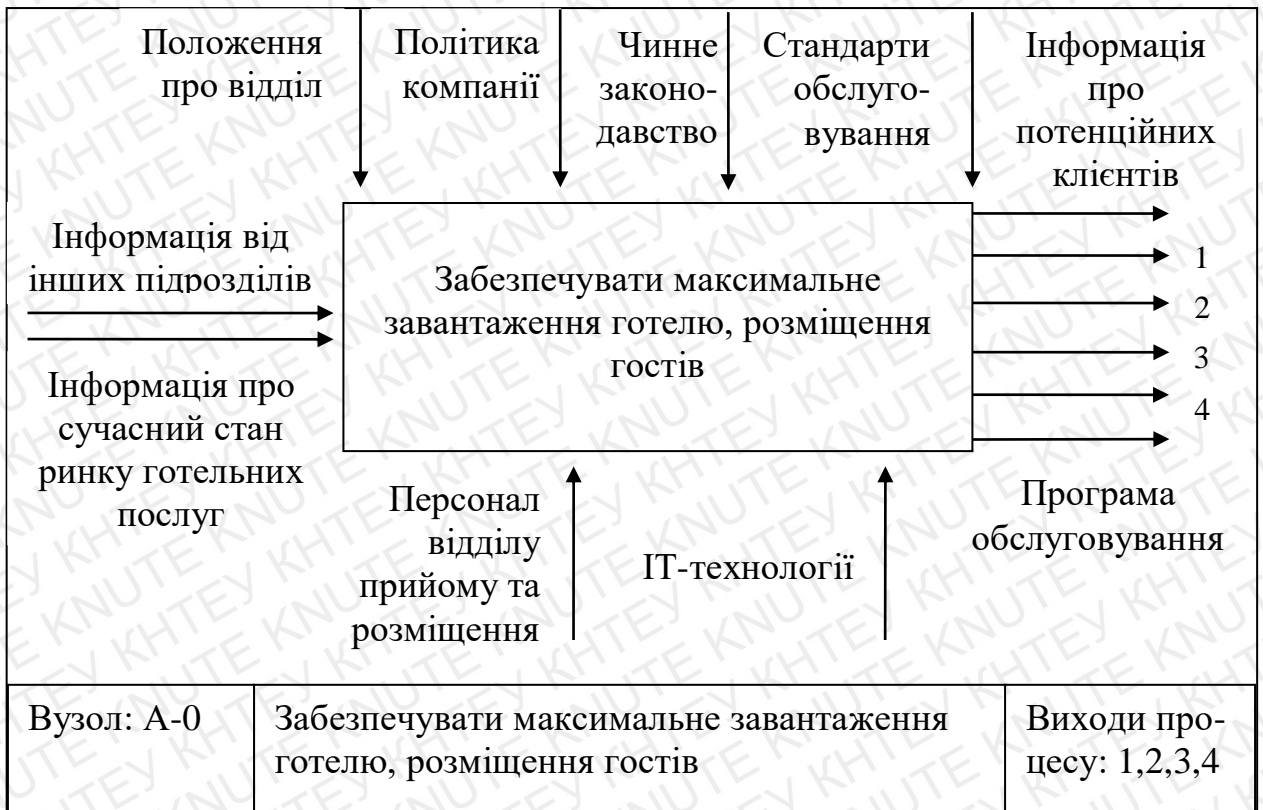 Положення
про відділ
Політика
компанії
Чинне
законо-
давство
Стандарти
обслуго-
вування
Інформація
про
потенційних
клієнтів
Інформація від
інших підрозділів
Забезпечувати максимальне
завантаження готелю, розміщення
гостів
1
2
3
4
Інформація про
сучасний стан
ринку готельних
послуг
Персонал
відділу
прийому та
розміщення
ІТ-технології
Програма
обслуговування
Вузол: А-0
Забезпечувати максимальне завантаження
готелю, розміщення гостів
Виходи про-
цесу: 1,2,3,4